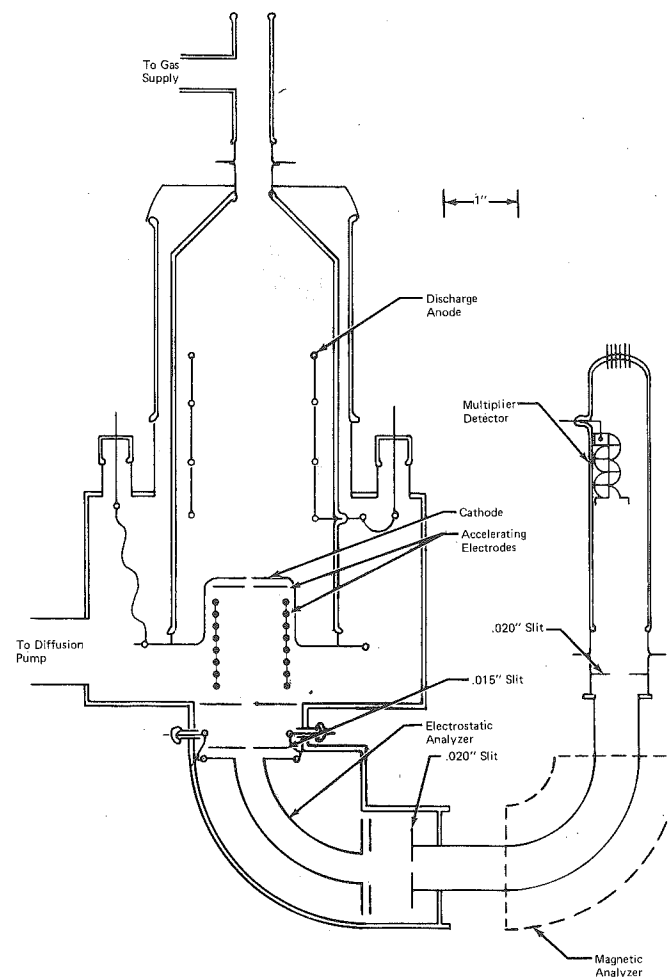 To Gas
Supply
1"
Discharge
Anode
Multiplier
Detector
Cathode
Accelerating
Electrodes
.020" Slit
To Diffusion
Pump
.015" Slit
Electrostatic
Analyzer
.020" Slit
Magnetic
Analyzer